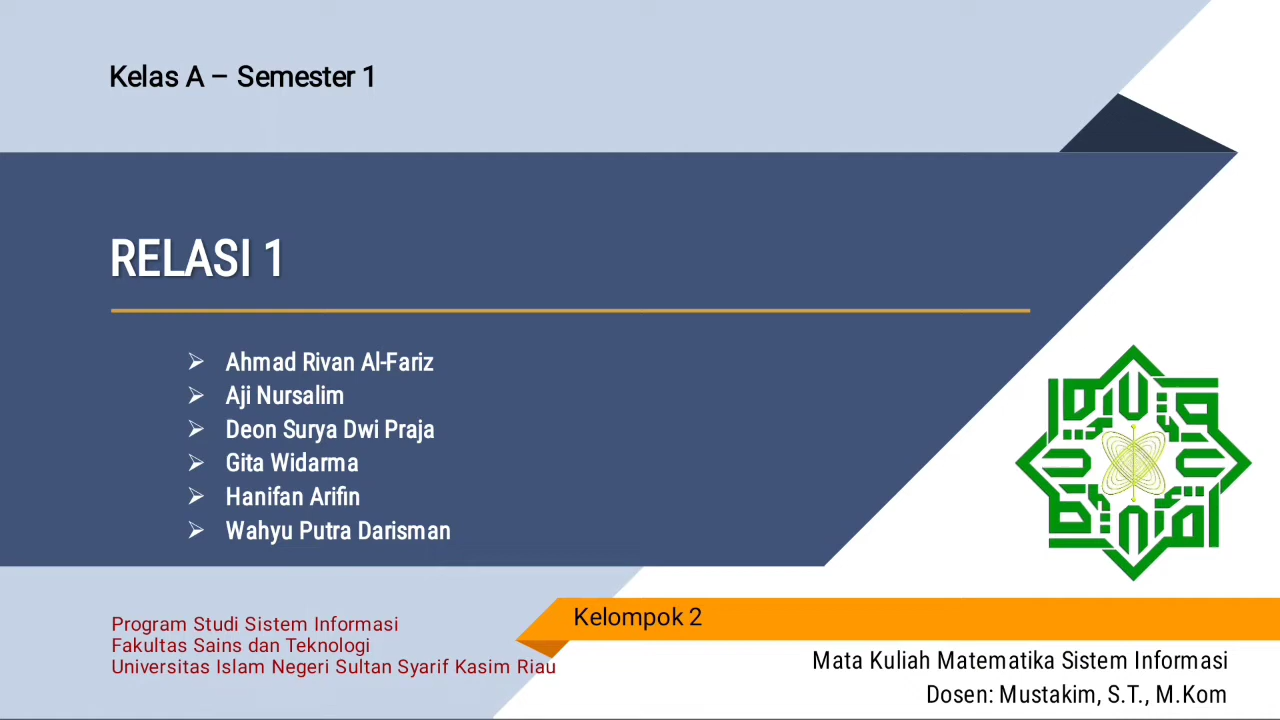 Kelas A – Semester 1
RELASI 1
Ahmad Rivan Al-Fariz
Aji Nursalim
Deon Surya Dwi Praja
Gita Widarma
Hanifan Arifin
Wahyu Putra Darisman
Program Studi Sistem Informasi
Fakultas Sains dan Teknologi
Universitas Islam Negeri Sultan Syarif Kasim Riau
Kelompok 2
Mata Kuliah Matematika Sistem Informasi
Dosen: Mustakim, S.T., M.Kom